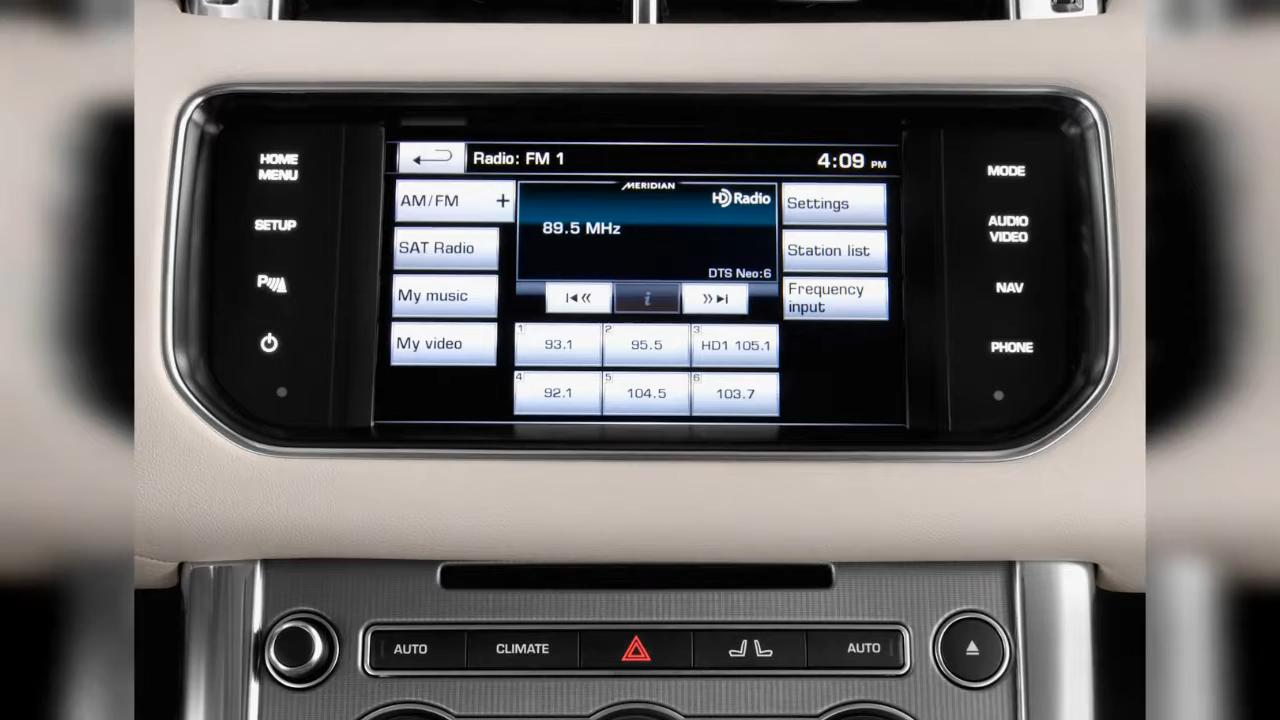 HOME
MENU
SETUP
P
Radio: FM 1
4:09 PM
AM/FM +
SAT Radio
My music
My video
MERIDIAN
HD Radio
89.5 MHz
DTS Neo:6
i
1 93.1
2 95.5
3 HD1 105.1
4 92.1
5 104.5
6 103.7
Settings
Station list
Frequency
input
MODE
AUDIO
VIDEO
NAV
PHONE
AUTO
CLIMATE
AUTO